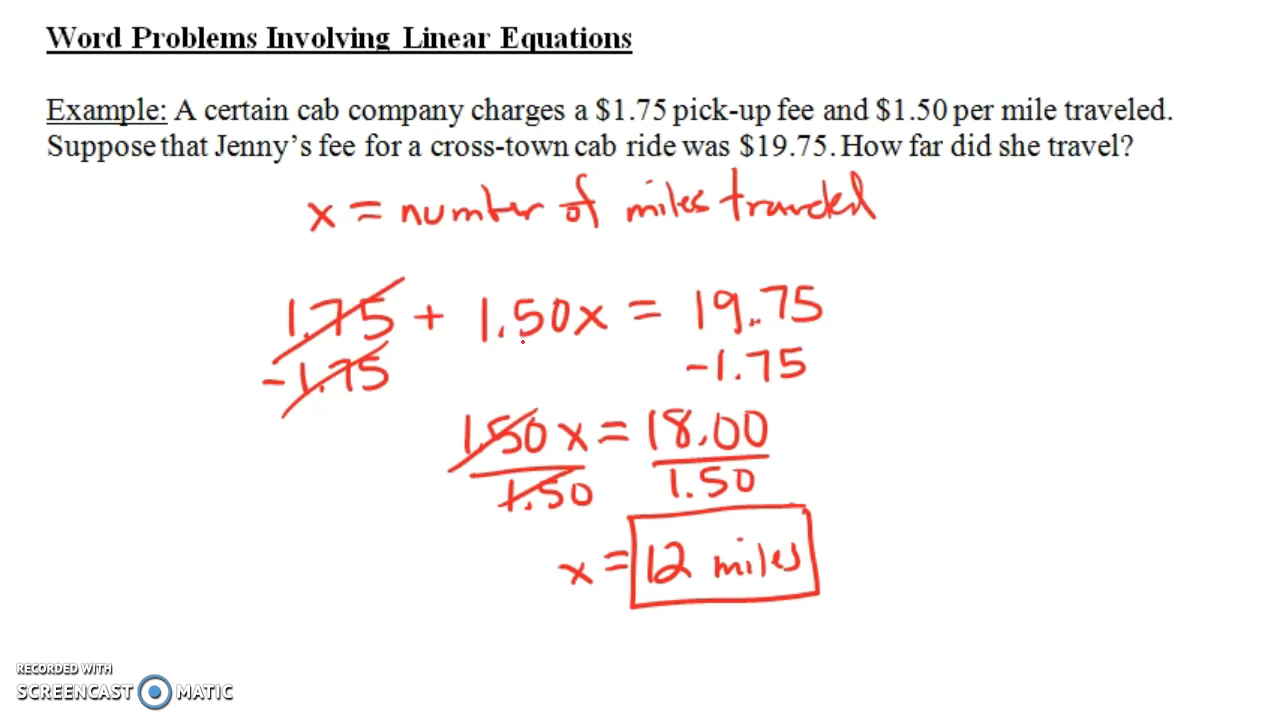 Word Problems Involving Linear Equations
Example: A certain cab company charges a $1.75 pick-up fee and $1.50 per mile traveled.
Suppose that Jenny's fee for a cross-town cab ride was $19.75. How far did she travel?
x = number of miles traveled
1.75 + 1.50x = 19.75
-1.75 -1.75
1.50x = 18.00
1.50 1.50
x = 12 miles
RECORDED WITH
SCREENCAST MATIC